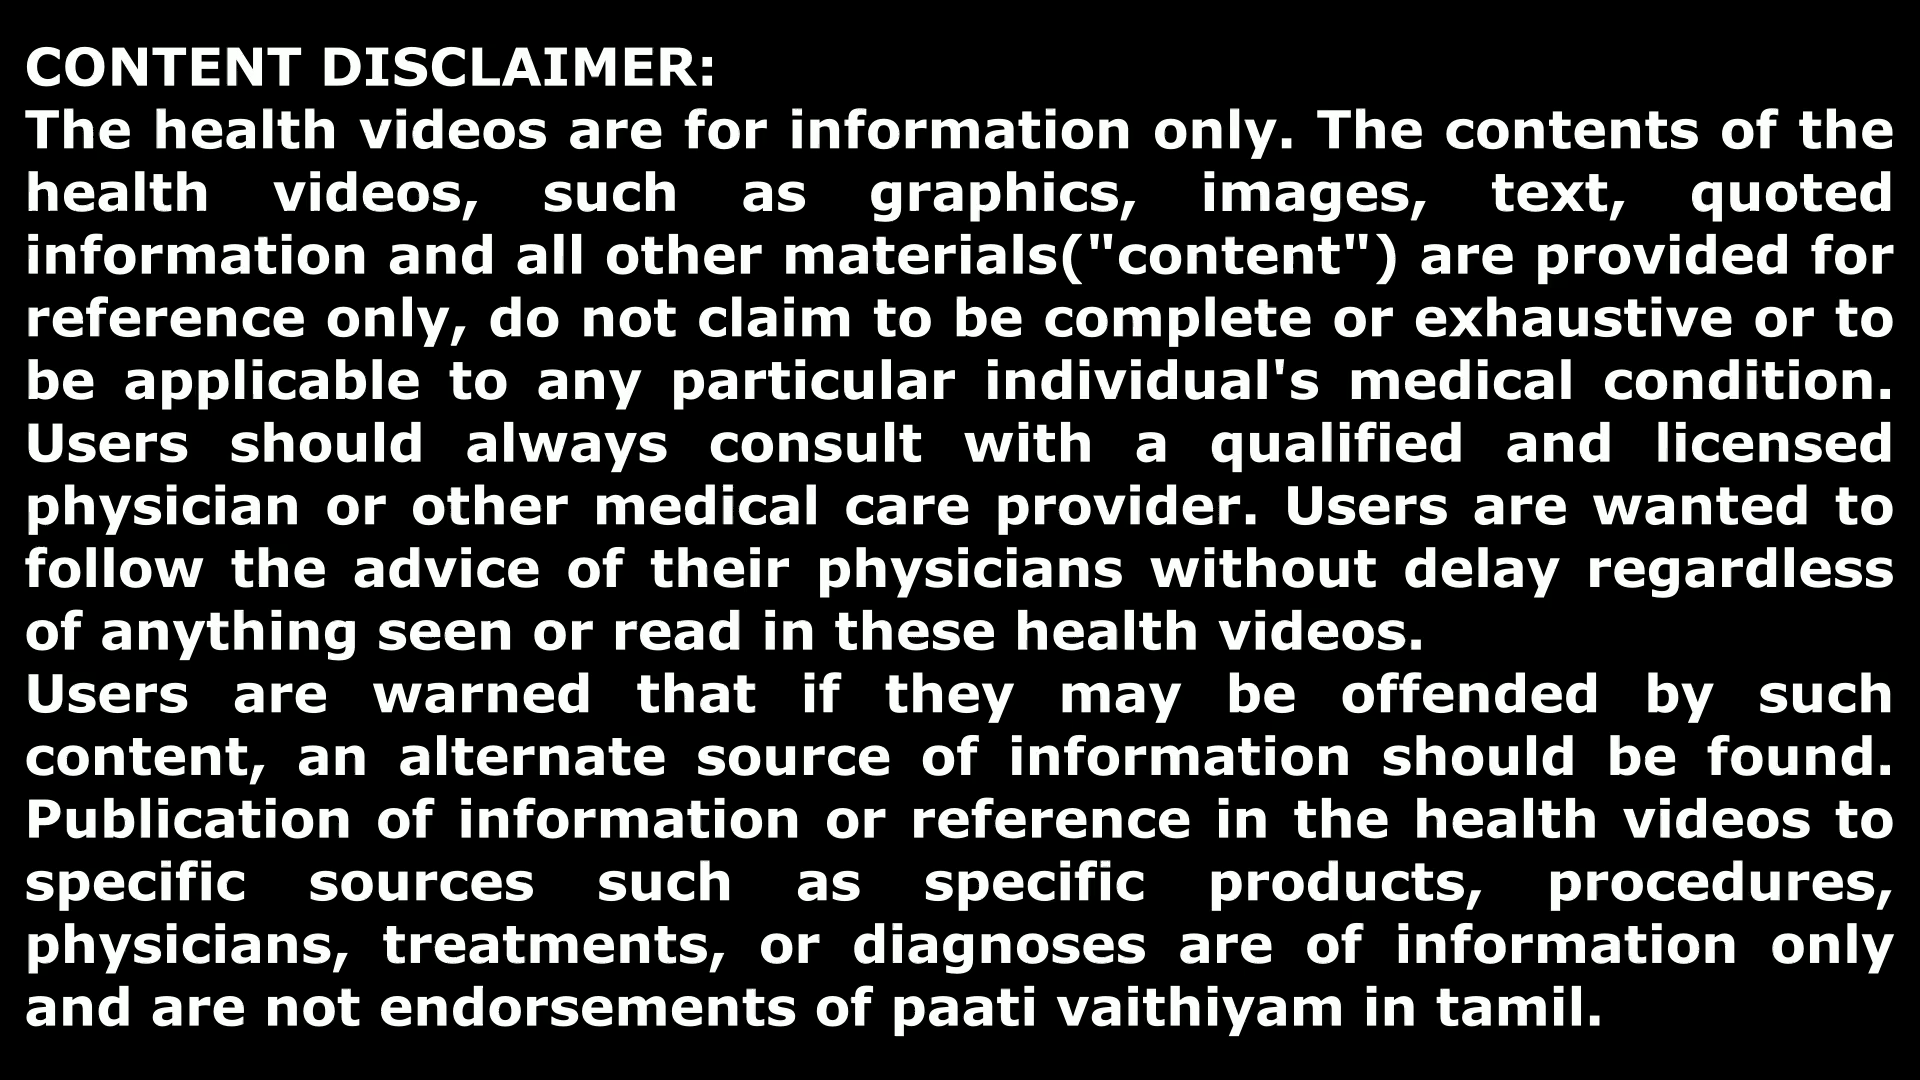 CONTENT DISCLAIMER:
The health videos are for information only. The contents of the
health videos, such as graphics, images, text, quoted
information and all other materials("content") are provided for
reference only, do not claim to be complete or exhaustive or to
be applicable to any particular individual's medical condition.
Users should always consult with a qualified and licensed
physician or other medical care provider. Users are wanted to
follow the advice of their physicians without delay regardless
of anything seen or read in these health videos.
Users are warned that if they may be offended by such
content, an alternate source of information should be found.
Publication of information or reference in the health videos to
specific sources such as specific products, procedures,
physicians, treatments, or diagnoses are of information only
and are not endorsements of paati vaithiyam in tamil.